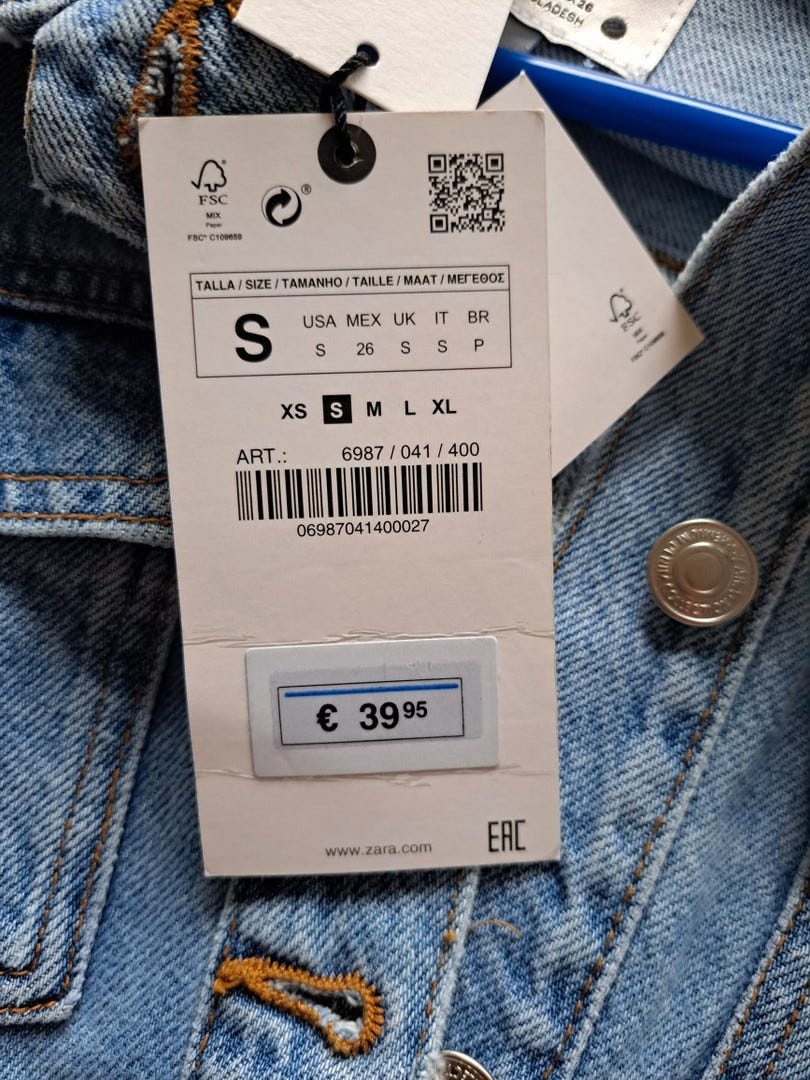 26
LADESH
FSC
MIX
Paper
FSC® C109659
®
TALLA / SIZE / TAMANHO / TAILLE / MAAT / ΜΕΓΕΘΟΣ
S
USA MEX UK IT BR
S 26 S S P
XS S M L XL
ART.: 6987 / 041 / 400
06987041400027
€ 39 95
www.zara.com
EAC
FSC